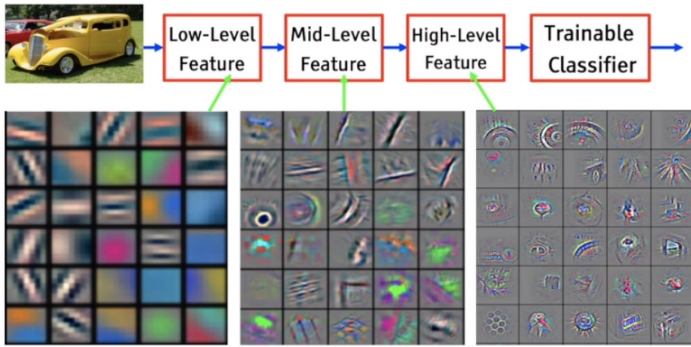 Low-Level
Feature
Mid-Level
Feature
High-Level
Feature
Trainable
Classifier